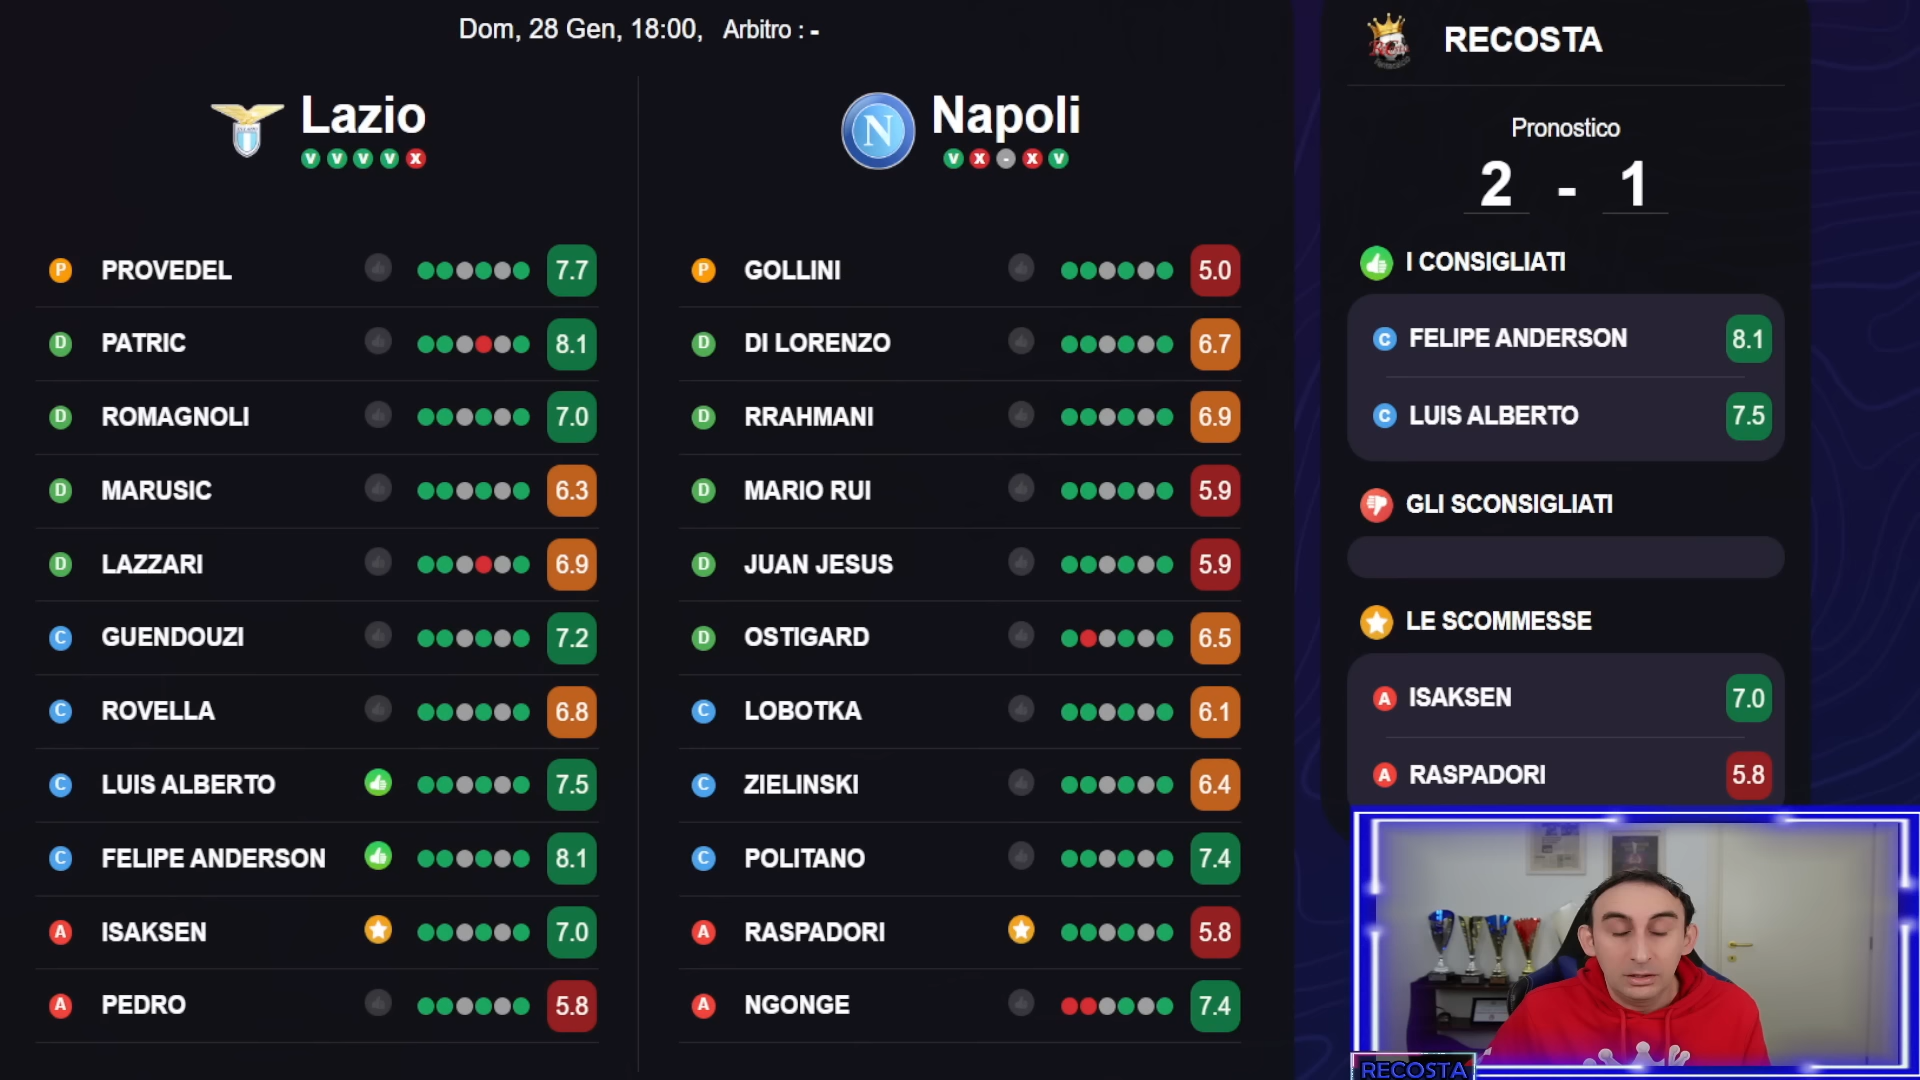 Dom, 28 Gen, 18:00, Arbitro : -
Lazio
V V V V X
P PROVEDEL 7.7
D PATRIC 8.1
D ROMAGNOLI 7.0
D MARUSIC 6.3
D LAZZARI 6.9
C GUENDOUZI 7.2
C ROVELLA 6.8
C LUIS ALBERTO 7.5
C FELIPE ANDERSON 8.1
A ISAKSEN 7.0
A PEDRO 5.8
N
Napoli
V X - X V
P GOLLINI 5.0
D DI LORENZO 6.7
D RRAHMANI 6.9
D MARIO RUI 5.9
D JUAN JESUS 5.9
D OSTIGARD 6.5
C LOBOTKA 6.1
C ZIELINSKI 6.4
C POLITANO 7.4
A RASPADORI 5.8
A NGONGE 7.4
RECOSTA
Pronostico
2 - 1
I CONSIGLIATI
C FELIPE ANDERSON 8.1
C LUIS ALBERTO 7.5
GLI SCONSIGLIATI
LE SCOMMESSE
A ISAKSEN 7.0
A RASPADORI 5.8
RECOSTA